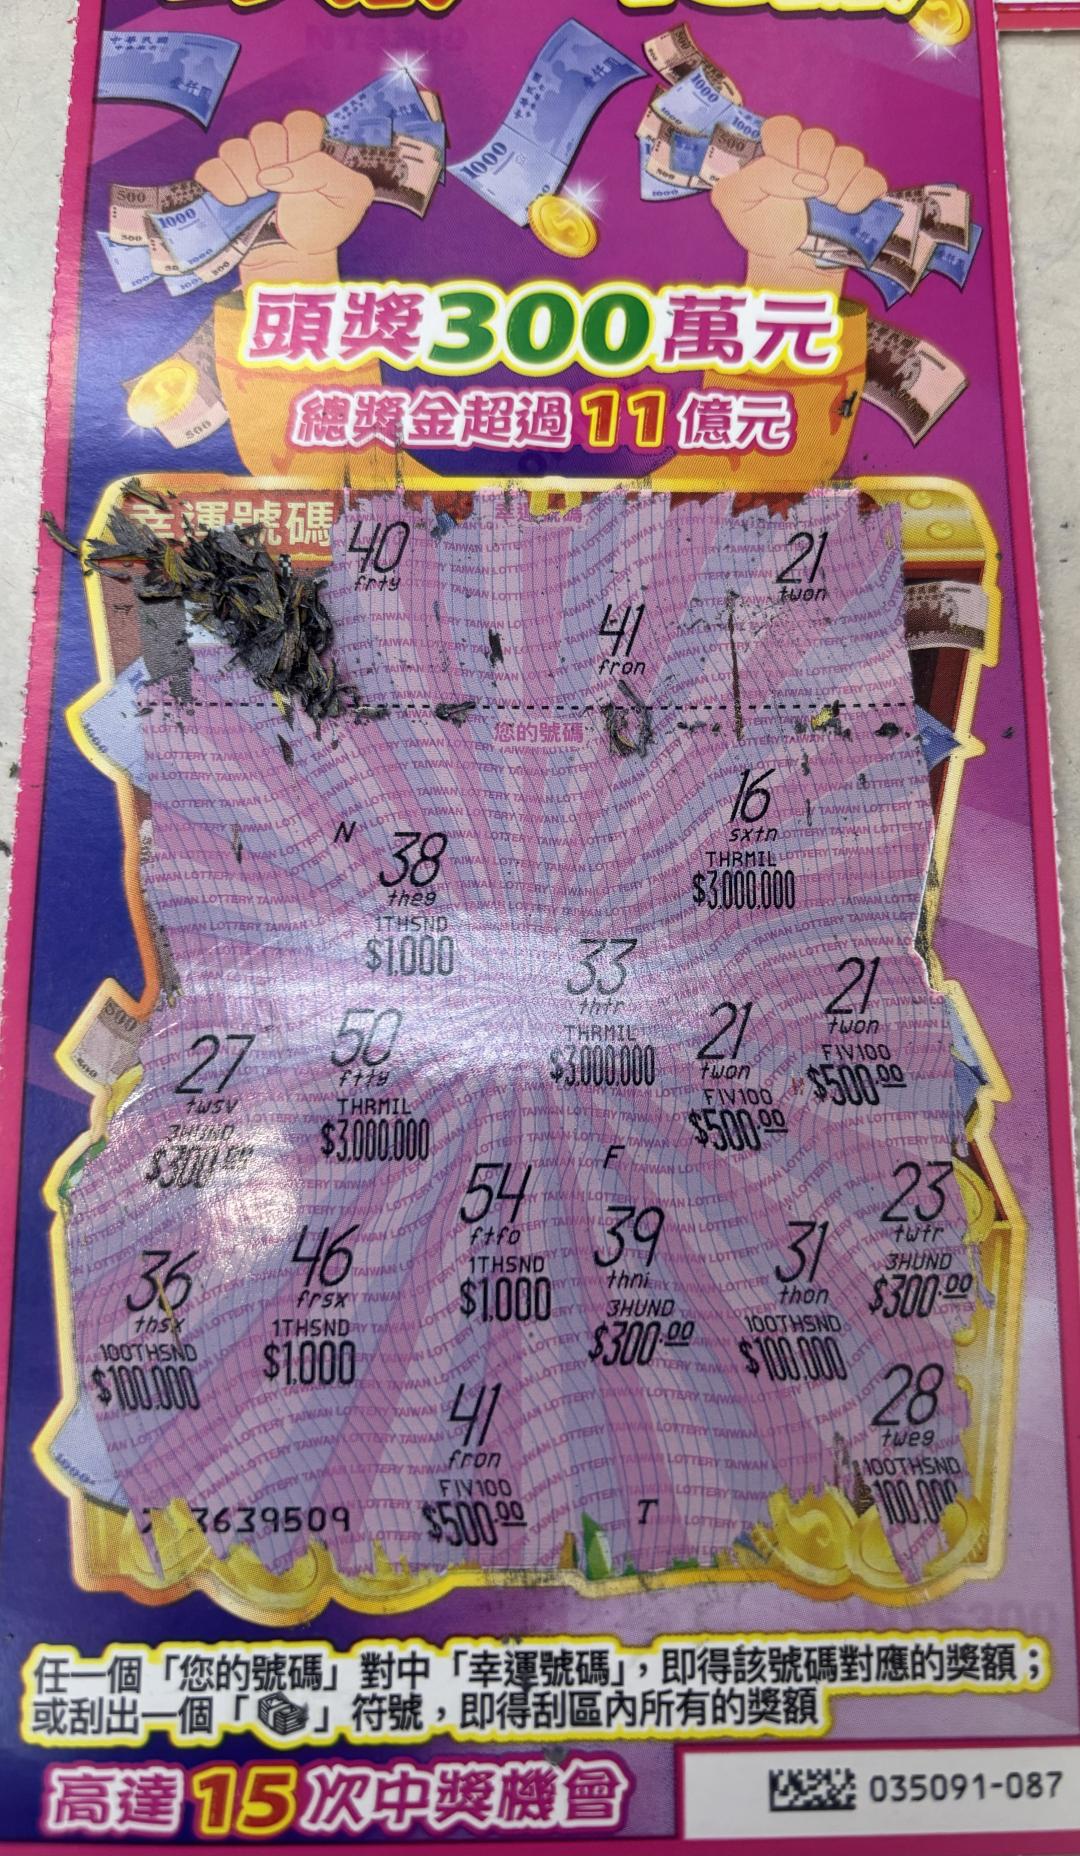 頭獎300萬元
總獎金超過11億元
幸運號碼
40
frty
21
twon
41
fron
您的號碼
16
sxtn
THRMIL
$3,000,000
N
38
theg
1THSND
$1,000
33
thtr
THRMIL
$3,000,000
21
twon
FIV100
$500.00
27
twsv
3HUND
$300.00
50
ftty
THRMIL
$3,000,000
21
twon
FIV100
$500.00
F
54
ftfo
1THSND
$1,000
23
twtr
3HUND
$300.00
39
thni
3HUND
$300.00
36
thsx
100THSND
$100,000
46
frsx
1THSND
$1,000
31
thon
100THSND
$100,000
41
fron
FIV100
$500.00
28
tweg
100THSND
100,000
3639509
T
任一個「您的號碼」對中「幸運號碼」,即得該號碼對應的獎額;
或刮出一個「」符號,即得刮區內所有的獎額
高達15次中獎機會
035091-087